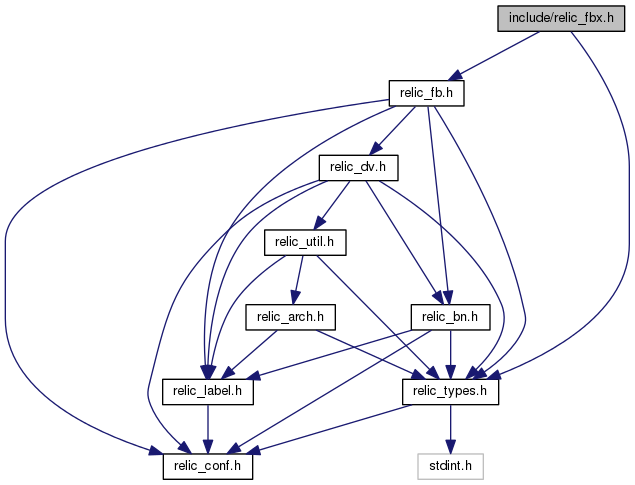 include/relic_fbx.h
relic_fb.h
relic_dv.h
relic_util.h
relic_arch.h
relic_bn.h
relic_label.h
relic_types.h
relic_conf.h
stdint.h